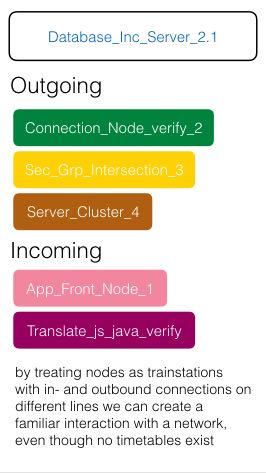 Database_Inc_Server_2.1
Outgoing
Connection_Node_verify_2
Sec_Grp_Intersection_3
Server_Cluster_4
Incoming
App_Front_Node_1
Translate_js_java_verify
by treating nodes as trainstations
with in- and outbound connections on
different lines we can create a
familiar interaction with a network,
even though no timetables exist